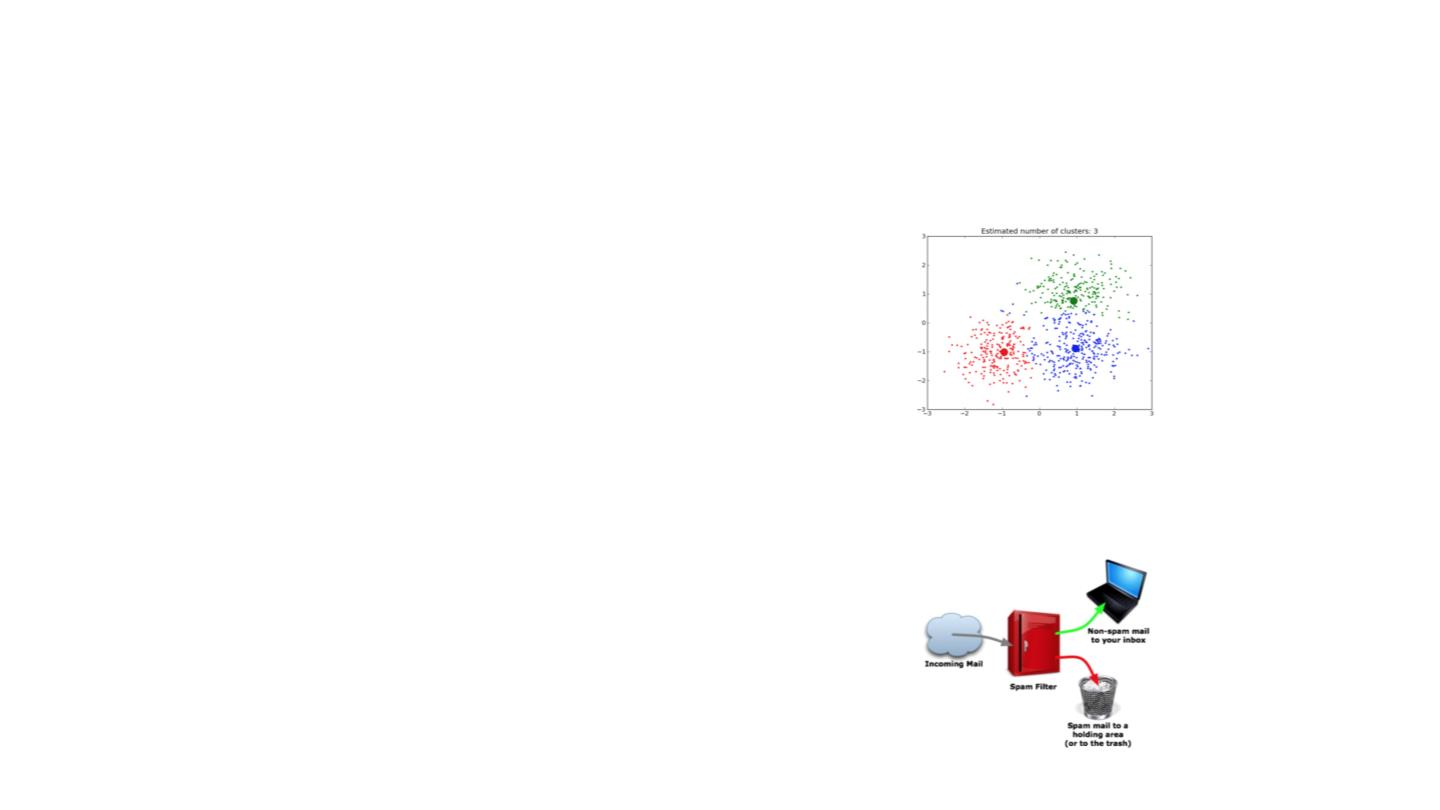 Estimated number of clusters: 3
3
2
1
0
−1
−2
−3
−3 −2 −1 0 1 2 3
Non-spam mail
to your inbox
Incoming Mail
Spam Filter
Spam mail to a
holding area
(or to the trash)